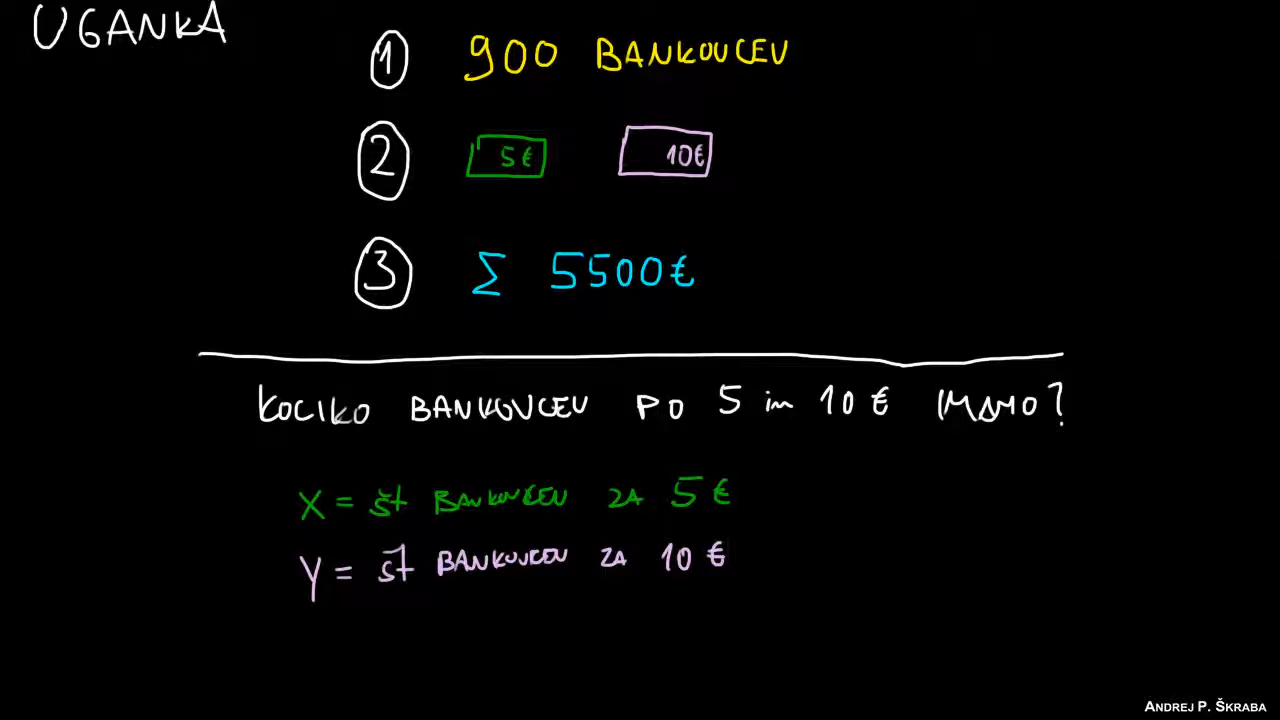 UGANKA
1 900 BANKOVCEV
2 5€ 10€
3 Σ 5500€
KOLIKO BANKOVCEV PO 5 in 10 € IMAMO?
X = št BANKOVCEV ZA 5 €
Y = št BANKOVCEV ZA 10 €
ANDREJ P. ŠKRABA